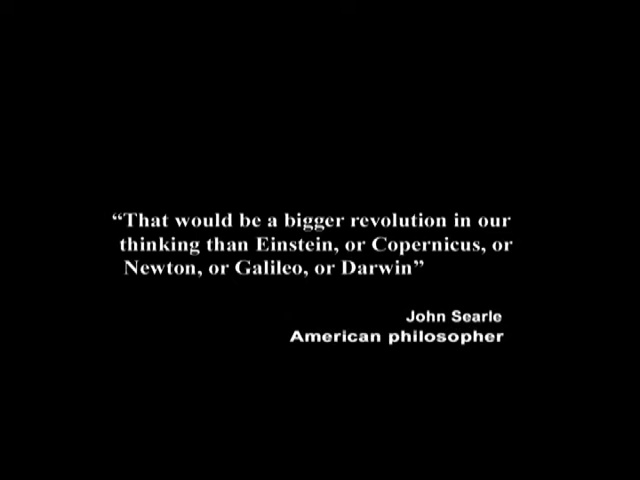 “That would be a bigger revolution in our
thinking than Einstein, or Copernicus, or
Newton, or Galileo, or Darwin”
John Searle
American philosopher